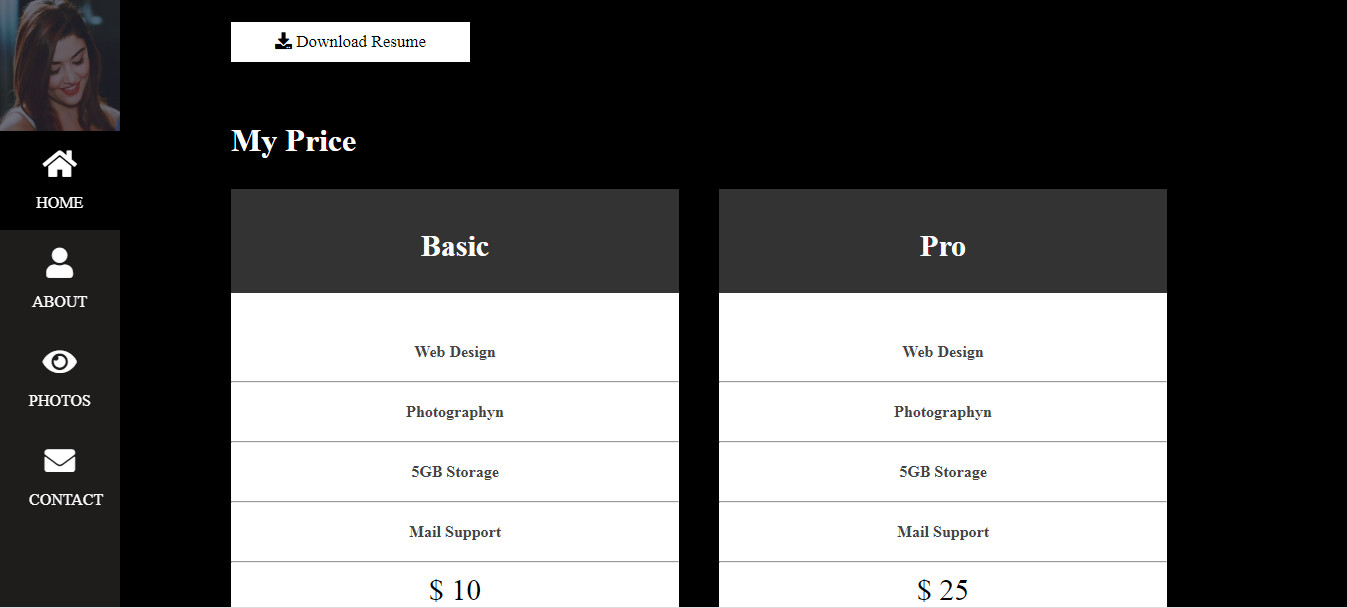 Download Resume
My Price
HOME
ABOUT
PHOTOS
CONTACT
Basic
Web Design
Photographyn
5GB Storage
Mail Support
$ 10
Pro
Web Design
Photographyn
5GB Storage
Mail Support
$ 25